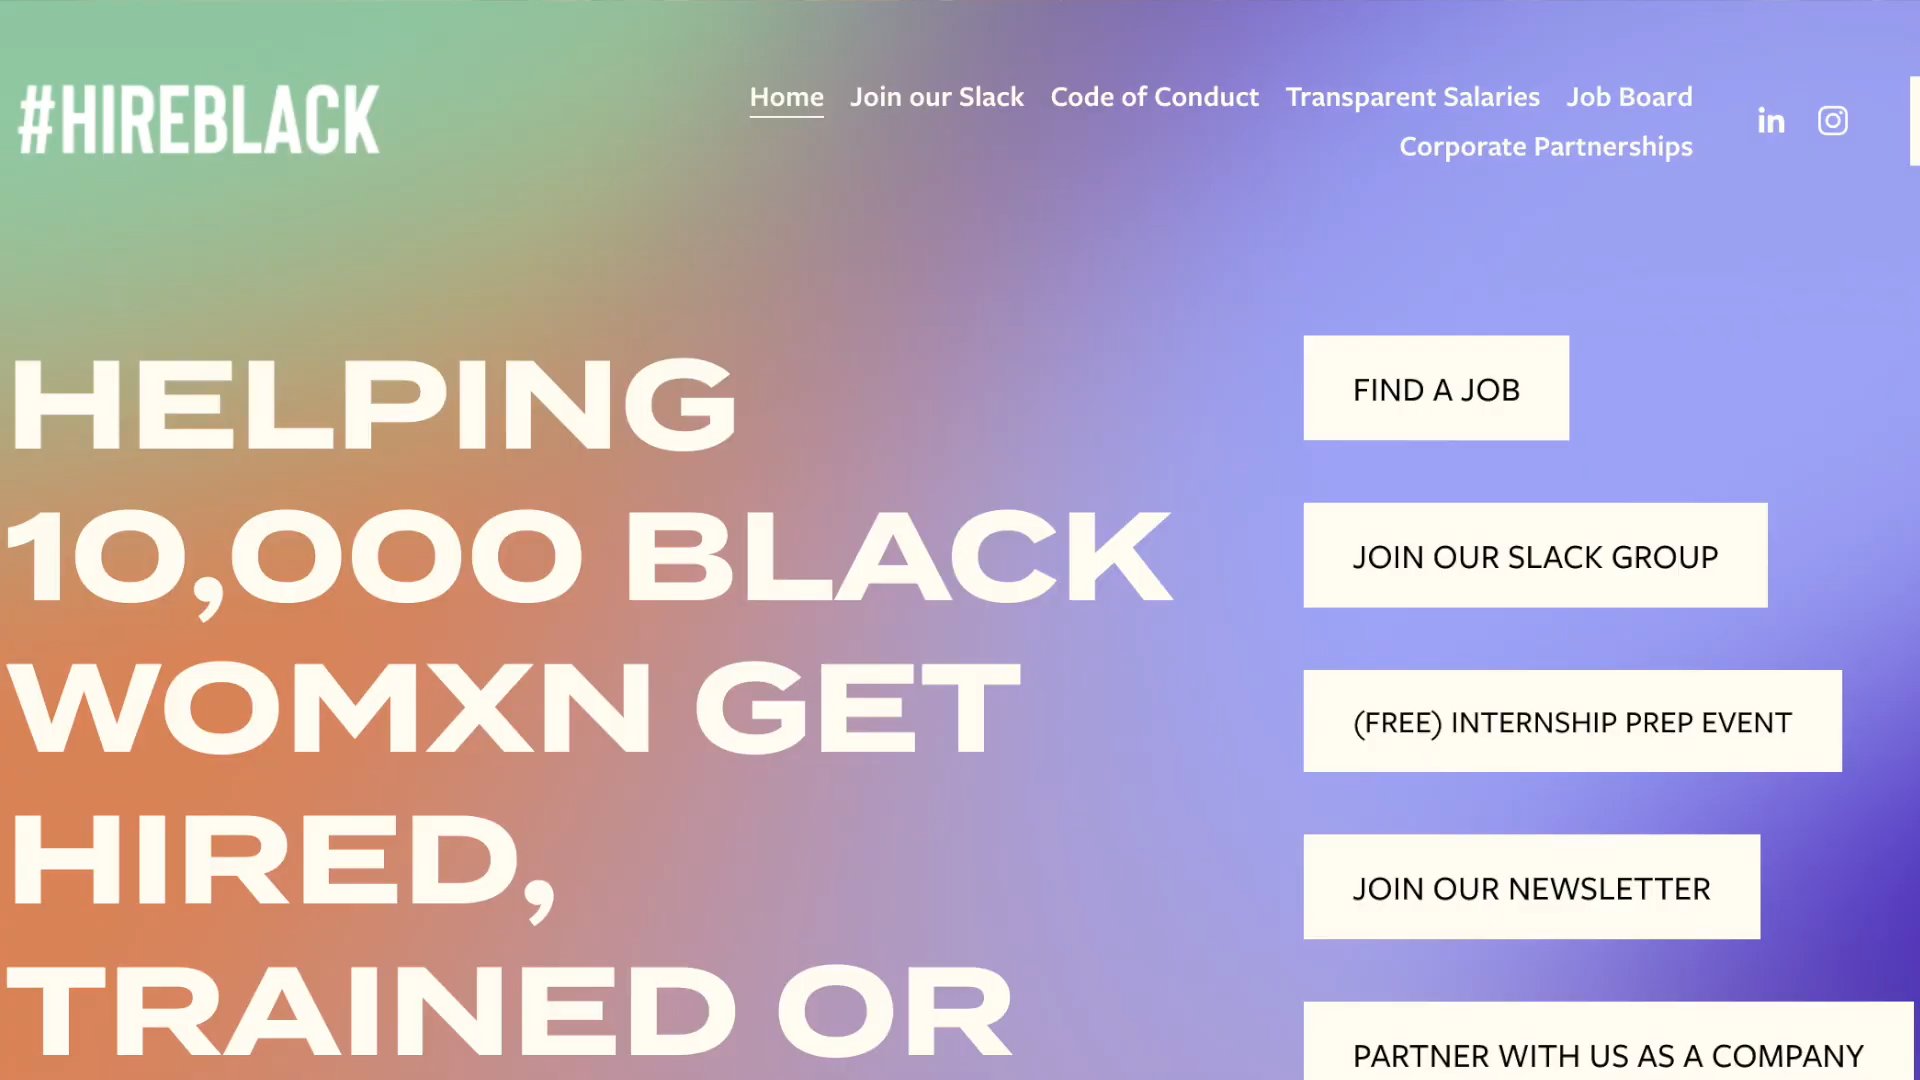 #HIREBLACK
Home Join our Slack Code of Conduct Transparent Salaries Job Board
Corporate Partnerships
in
HELPING
10,000 BLACK
WOMXN GET
HIRED,
TRAINED OR
FIND A JOB
JOIN OUR SLACK GROUP
(FREE) INTERNSHIP PREP EVENT
JOIN OUR NEWSLETTER
PARTNER WITH US AS A COMPANY